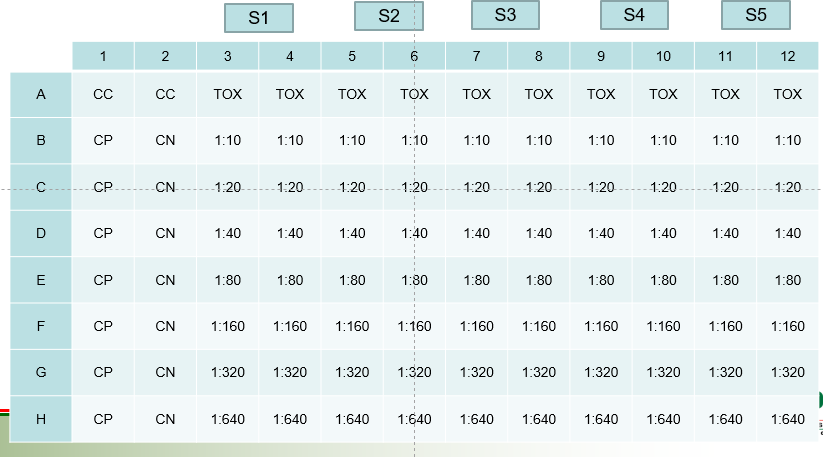 S1 S2 S3 S4 S5
1 2 3 4 5 6 7 8 9 10 11 12
A CC CC TOX TOX TOX TOX TOX TOX TOX TOX TOX TOX
B CP CN 1:10 1:10 1:10 1:10 1:10 1:10 1:10 1:10 1:10 1:10
C CP CN 1:20 1:20 1:20 1:20 1:20 1:20 1:20 1:20 1:20 1:20
D CP CN 1:40 1:40 1:40 1:40 1:40 1:40 1:40 1:40 1:40 1:40
E CP CN 1:80 1:80 1:80 1:80 1:80 1:80 1:80 1:80 1:80 1:80
F CP CN 1:160 1:160 1:160 1:160 1:160 1:160 1:160 1:160 1:160 1:160
G CP CN 1:320 1:320 1:320 1:320 1:320 1:320 1:320 1:320 1:320 1:320
H CP CN 1:640 1:640 1:640 1:640 1:640 1:640 1:640 1:640 1:640 1:640